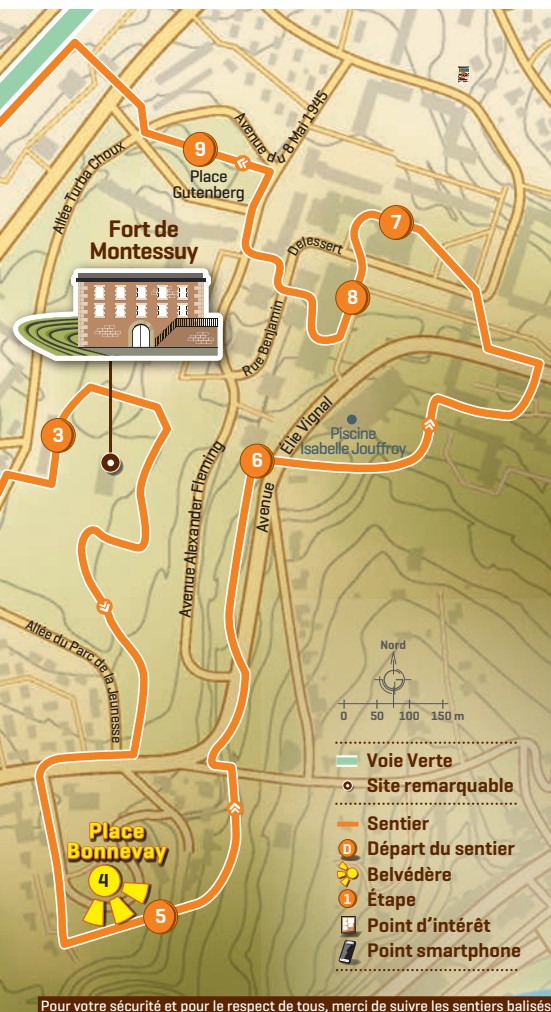 Avenue du 8 Mai 1945
9
Place
Gutenberg
Allée Turba Choux
7
Delessert
8
Fort de
Montessuy
Rue Benjamin
3
Élie Vignal
Piscine
Isabelle Jouffroy
6
Avenue
Avenue Alexander Fleming
Allée du Parc de la Jeunesse
Nord
0 50 100 150 m
Voie Verte
Site remarquable
Sentier
D Départ du sentier
Belvédère
1 Étape
Point d'intérêt
Point smartphone
Place
Bonnevay
4
5
Pour votre sécurité et pour le respect de tous, merci de suivre les sentiers balisés